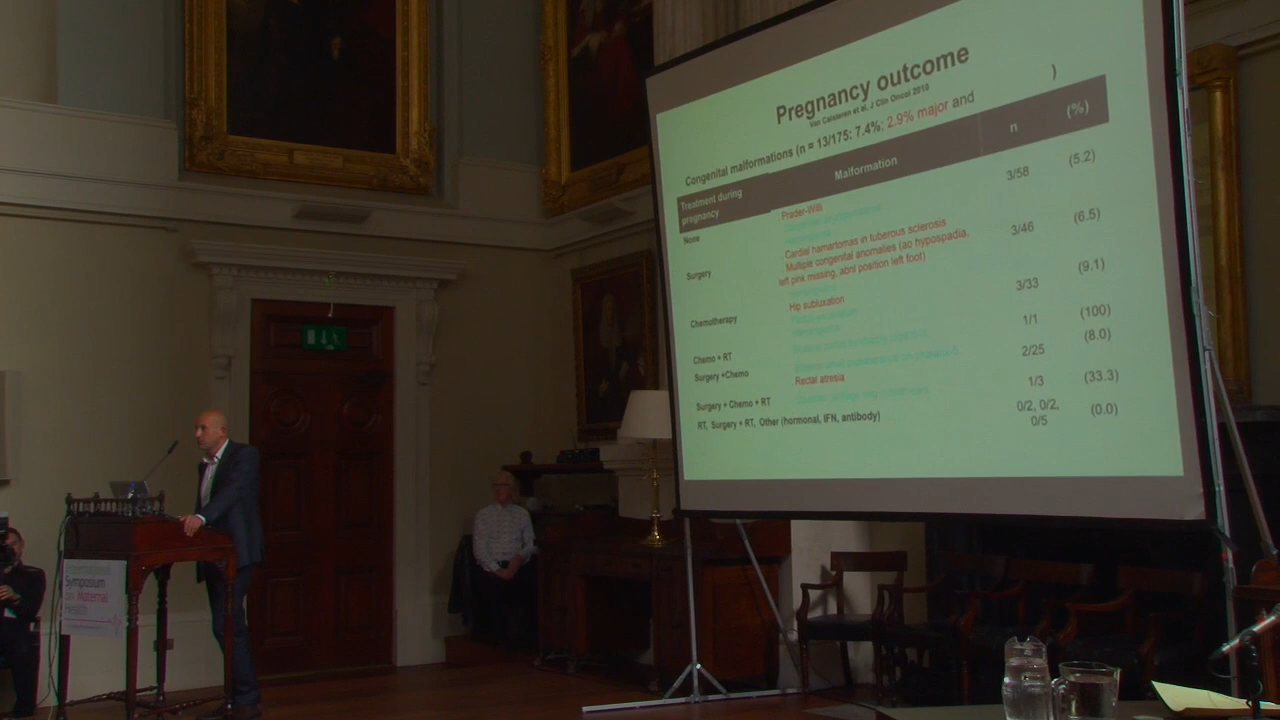 Pregnancy outcome
Van Calsteren et al, J Clin Oncol 2010
Congenital malformations (n = 13/175: 7.4%: 2.9% major and )
Treatment during pregnancy Malformation n (%)
None Prader-Willi 3/58 (5.2)
Surgery Cardial hamartomas in tuberous sclerosis 3/46 (6.5)
Multiple congenital anomalies (ao hypospadia,
left pink missing, abnl position left foot)
Chemotherapy Hip subluxation 3/33 (9.1)
Chemo + RT 1/1 (100)
Surgery +Chemo Rectal atresia 2/25 (8.0)
Surgery + Chemo + RT 1/3 (33.3)
RT, Surgery + RT, Other (hormonal, IFN, antibody) 0/2, 0/2, 0/5 (0.0)
Symposium
on Maternal
Health